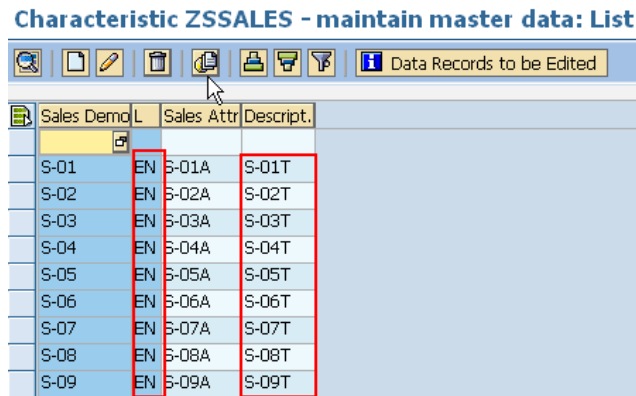 Characteristic ZSSALES - maintain master data: List
Data Records to be Edited
Sales Demo L Sales Attr Descript.
S-01 EN S-01A S-01T
S-02 EN S-02A S-02T
S-03 EN S-03A S-03T
S-04 EN S-04A S-04T
S-05 EN S-05A S-05T
S-06 EN S-06A S-06T
S-07 EN S-07A S-07T
S-08 EN S-08A S-08T
S-09 EN S-09A S-09T